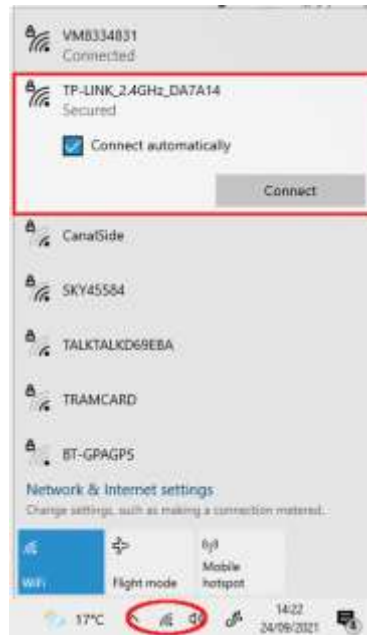 VM8334831
Connected
TP-LINK_2.4GHz_DA7A14
Secured
Connect automatically
Connect
CanalSide
SKY45584
TALKTALKD69EBA
TRAMCARD
BT-GPAGPS
Network & Internet settings
Change settings, such as making a connection metered.
WiFi
Flight mode
Mobile hotspot
17°C
14:22
24/09/2021